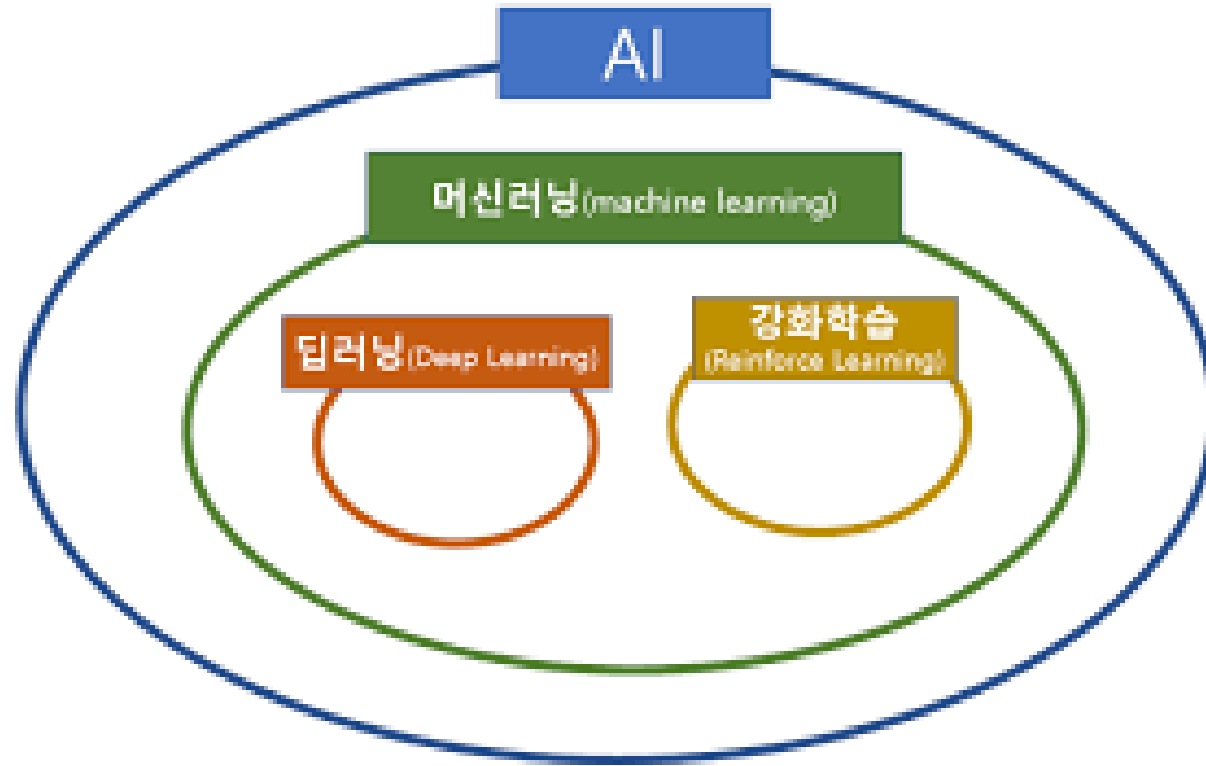 AI
머신러닝(machine learning)
딥러닝(Deep Learning)
강화학습
(Reinforce Learning)